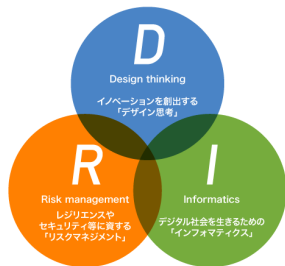 D
Design thinking
イノベーションを創出する
「デザイン思考」
R
Risk management
レジリエンスや
セキュリティ等に資する
「リスクマネジメント」
I
Informatics
デジタル社会を生きるための
「インフォマティクス」